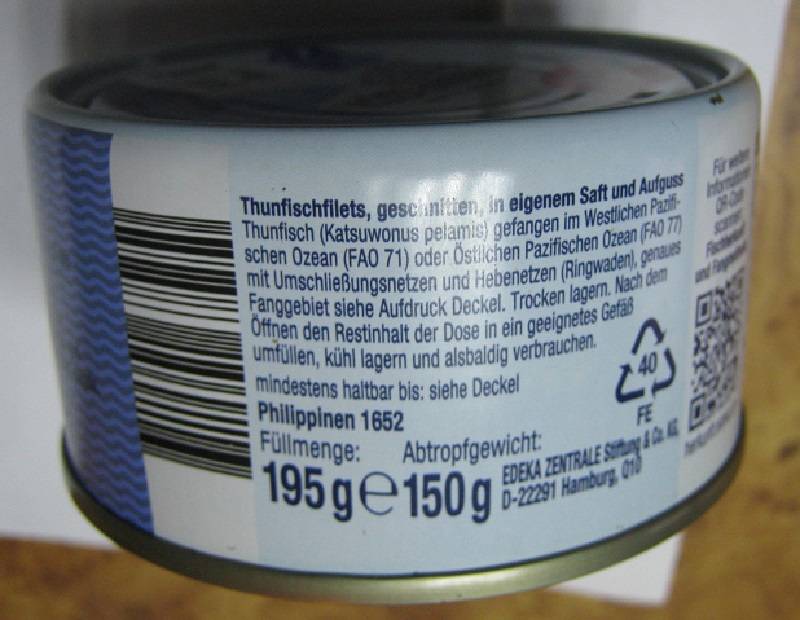 Thunfischfilets, geschnitten, in eigenem Saft und Aufguss
Thunfisch (Katsuwonus pelamis) gefangen im Westlichen Pazifi-
schen Ozean (FAO 71) oder Östlichen Pazifischen Ozean (FAO 77)
mit Umschließungsnetzen und Hebenetzen (Ringwaden), genaues
Fanggebiet siehe Aufdruck Deckel. Trocken lagern. Nach dem
Öffnen den Restinhalt der Dose in ein geeignetes Gefäß
umfüllen, kühl lagern und alsbaldig verbrauchen.
mindestens haltbar bis: siehe Deckel
Philippinen 1652
Füllmenge: Abtropfgewicht:
195 g e 150 g
EDEKA ZENTRALE Stiftung & Co. KG,
D-22291 Hamburg, Q10
40
FE
Für
QR-Code